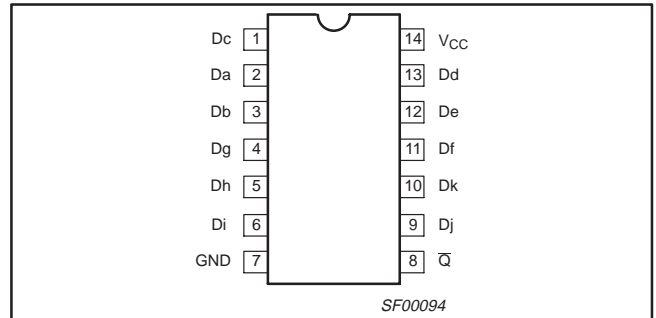 Dc 1 14 VCC
Da 2 13 Dd
Db 3 12 De
Dg 4 11 Df
Dh 5 10 Dk
Di 6 9 Dj
GND 7 8 Q̅
SF00094